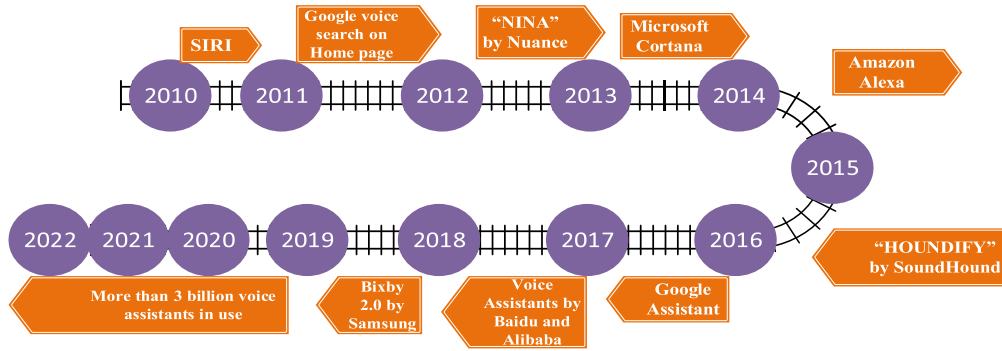 SIRI
Google voice
search on
Home page
“NINA”
by Nuance
Microsoft
Cortana
Amazon
Alexa
2010
2011
2012
2013
2014
2015
“HOUNDIFY”
by SoundHound
2022
2021
2020
2019
2018
2017
2016
More than 3 billion voice
assistants in use
Bixby
2.0 by
Samsung
Voice
Assistants by
Baidu and
Alibaba
Google
Assistant